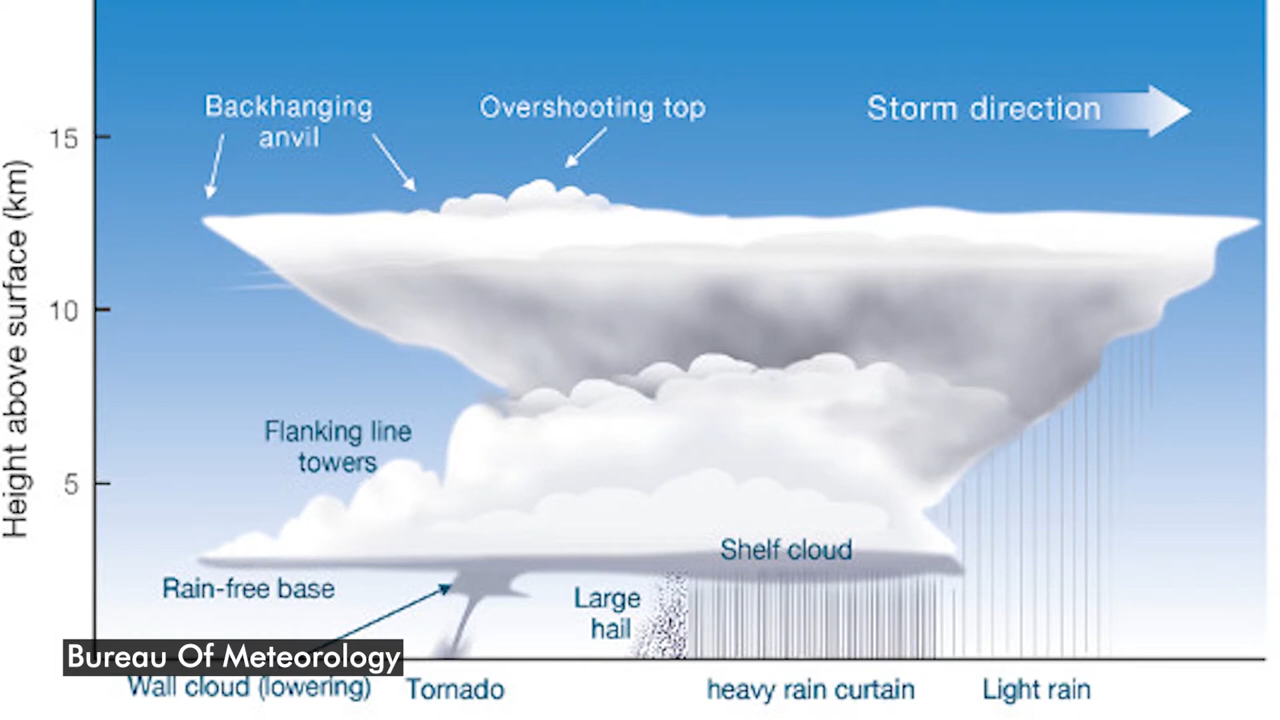 Backhanging
anvil
Overshooting top
Storm direction
15
10
5
Height above surface (km)
Flanking line
towers
Shelf cloud
Rain-free base
Large
hail
Bureau Of Meteorology
Wall cloud (lowering)
Tornado
heavy rain curtain
Light rain